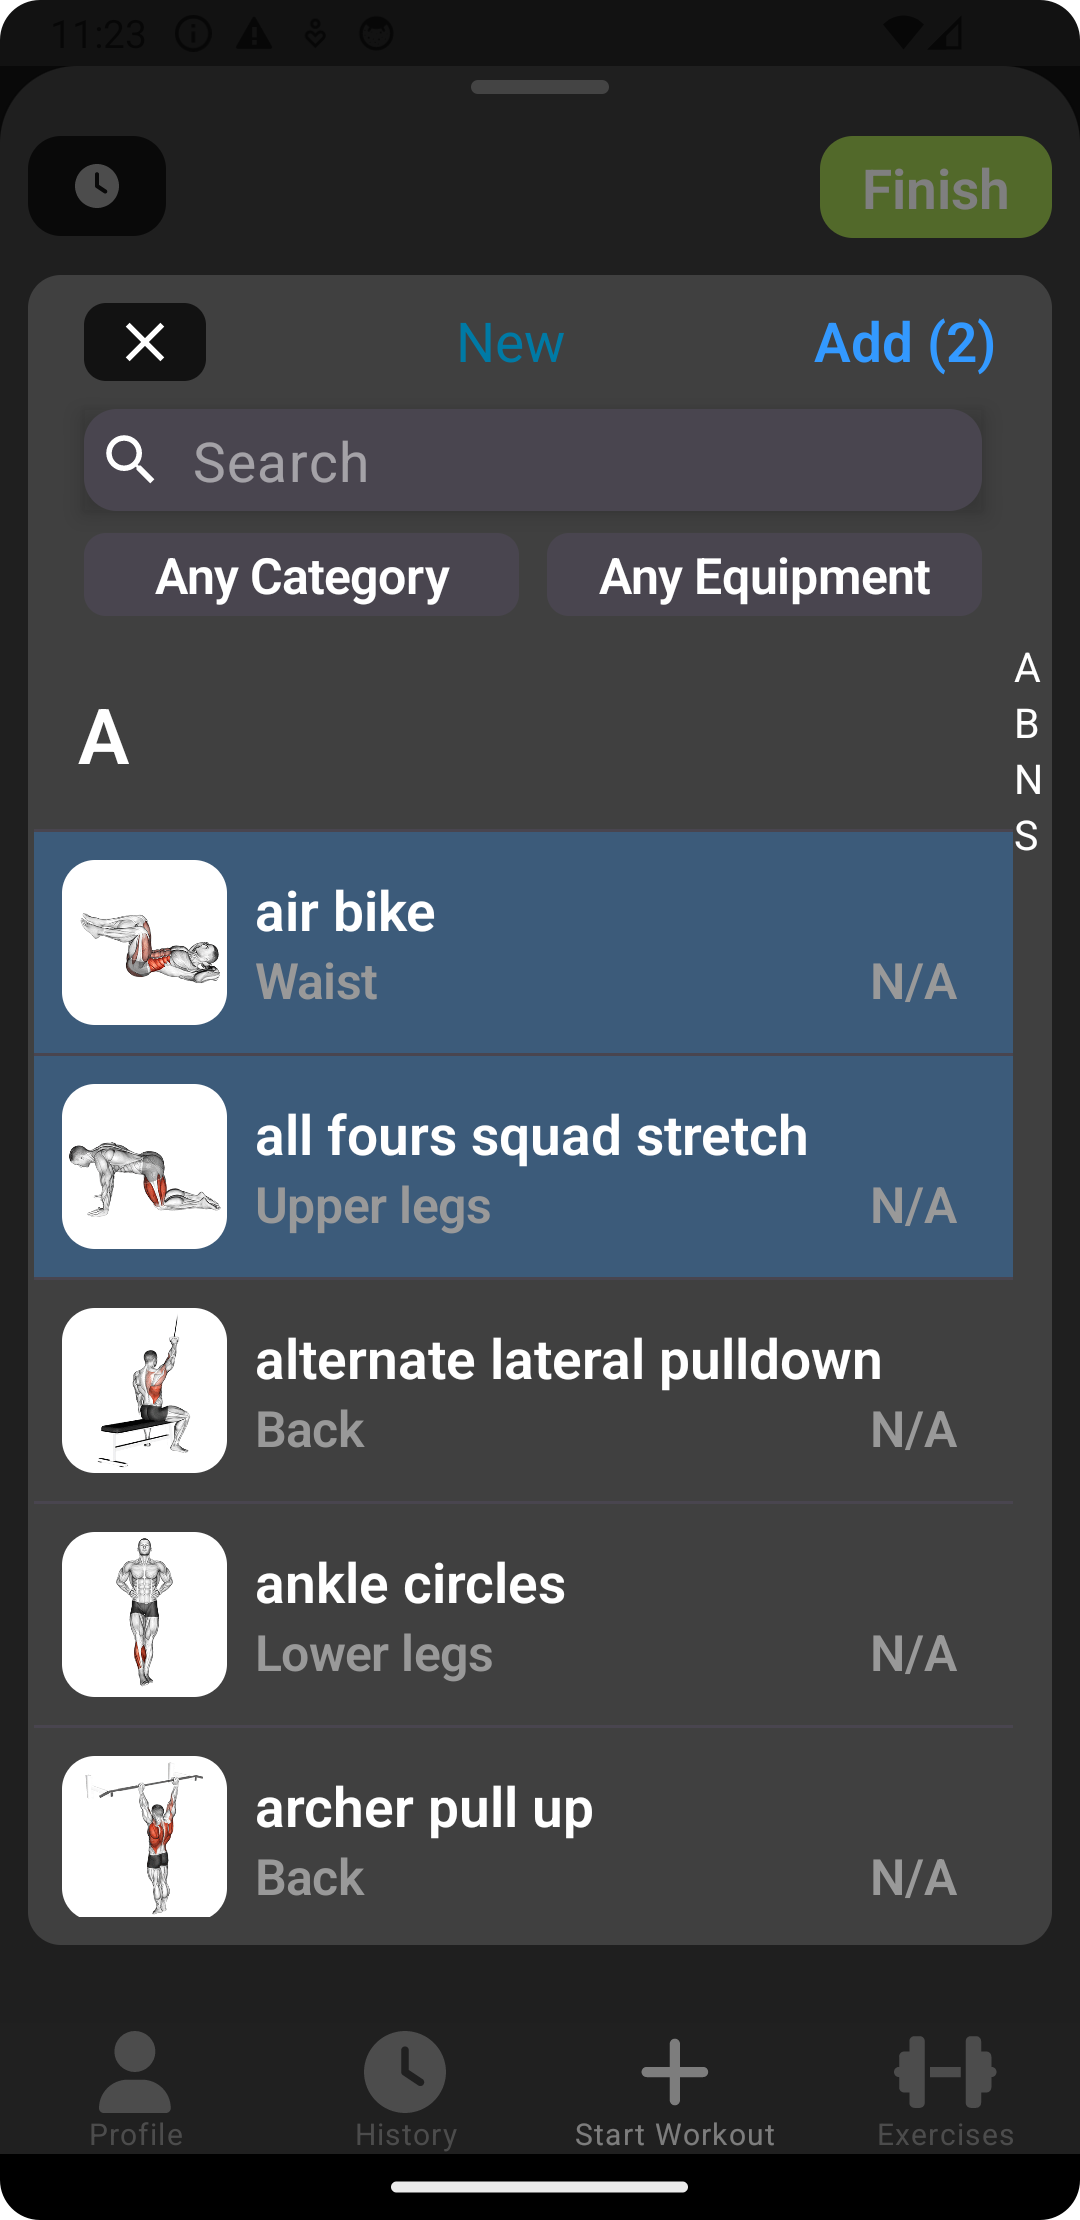 11:23
Finish
New
Add (2)
Search
Any Category
Any Equipment
A
B
N
S
A
air bike
Waist
N/A
all fours squad stretch
Upper legs
N/A
alternate lateral pulldown
Back
N/A
ankle circles
Lower legs
N/A
archer pull up
Back
N/A
Profile
History
Start Workout
Exercises